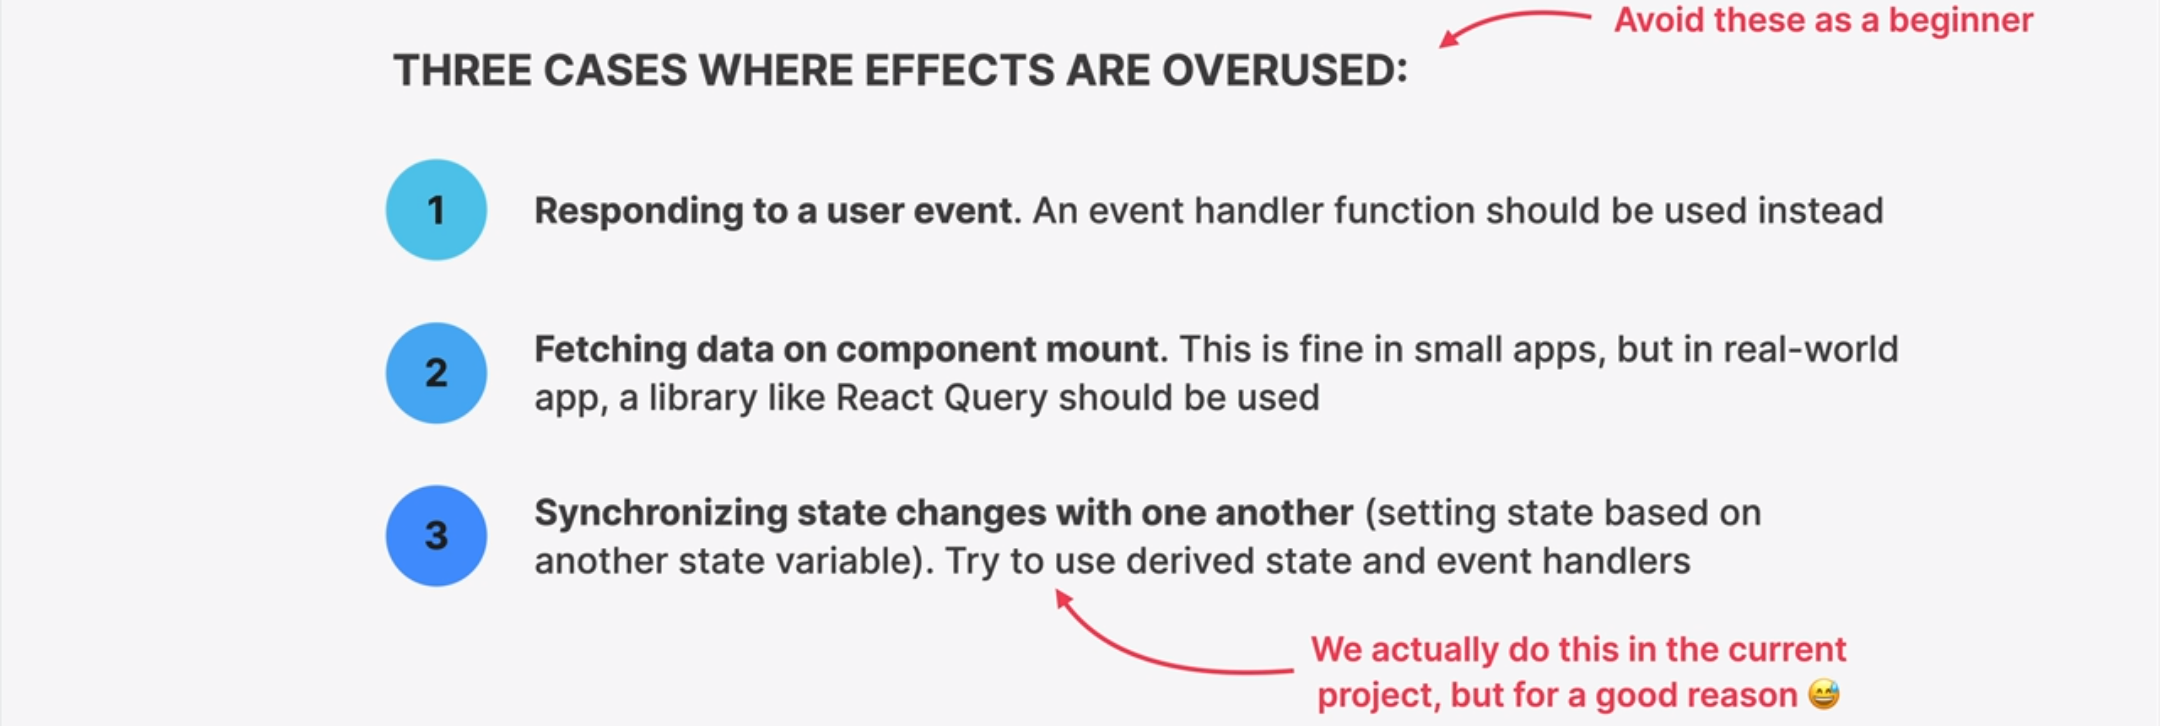 Avoid these as a beginner
THREE CASES WHERE EFFECTS ARE OVERUSED:
1
Responding to a user event. An event handler function should be used instead
2
Fetching data on component mount. This is fine in small apps, but in real-world
app, a library like React Query should be used
3
Synchronizing state changes with one another (setting state based on
another state variable). Try to use derived state and event handlers
We actually do this in the current
project, but for a good reason 😅